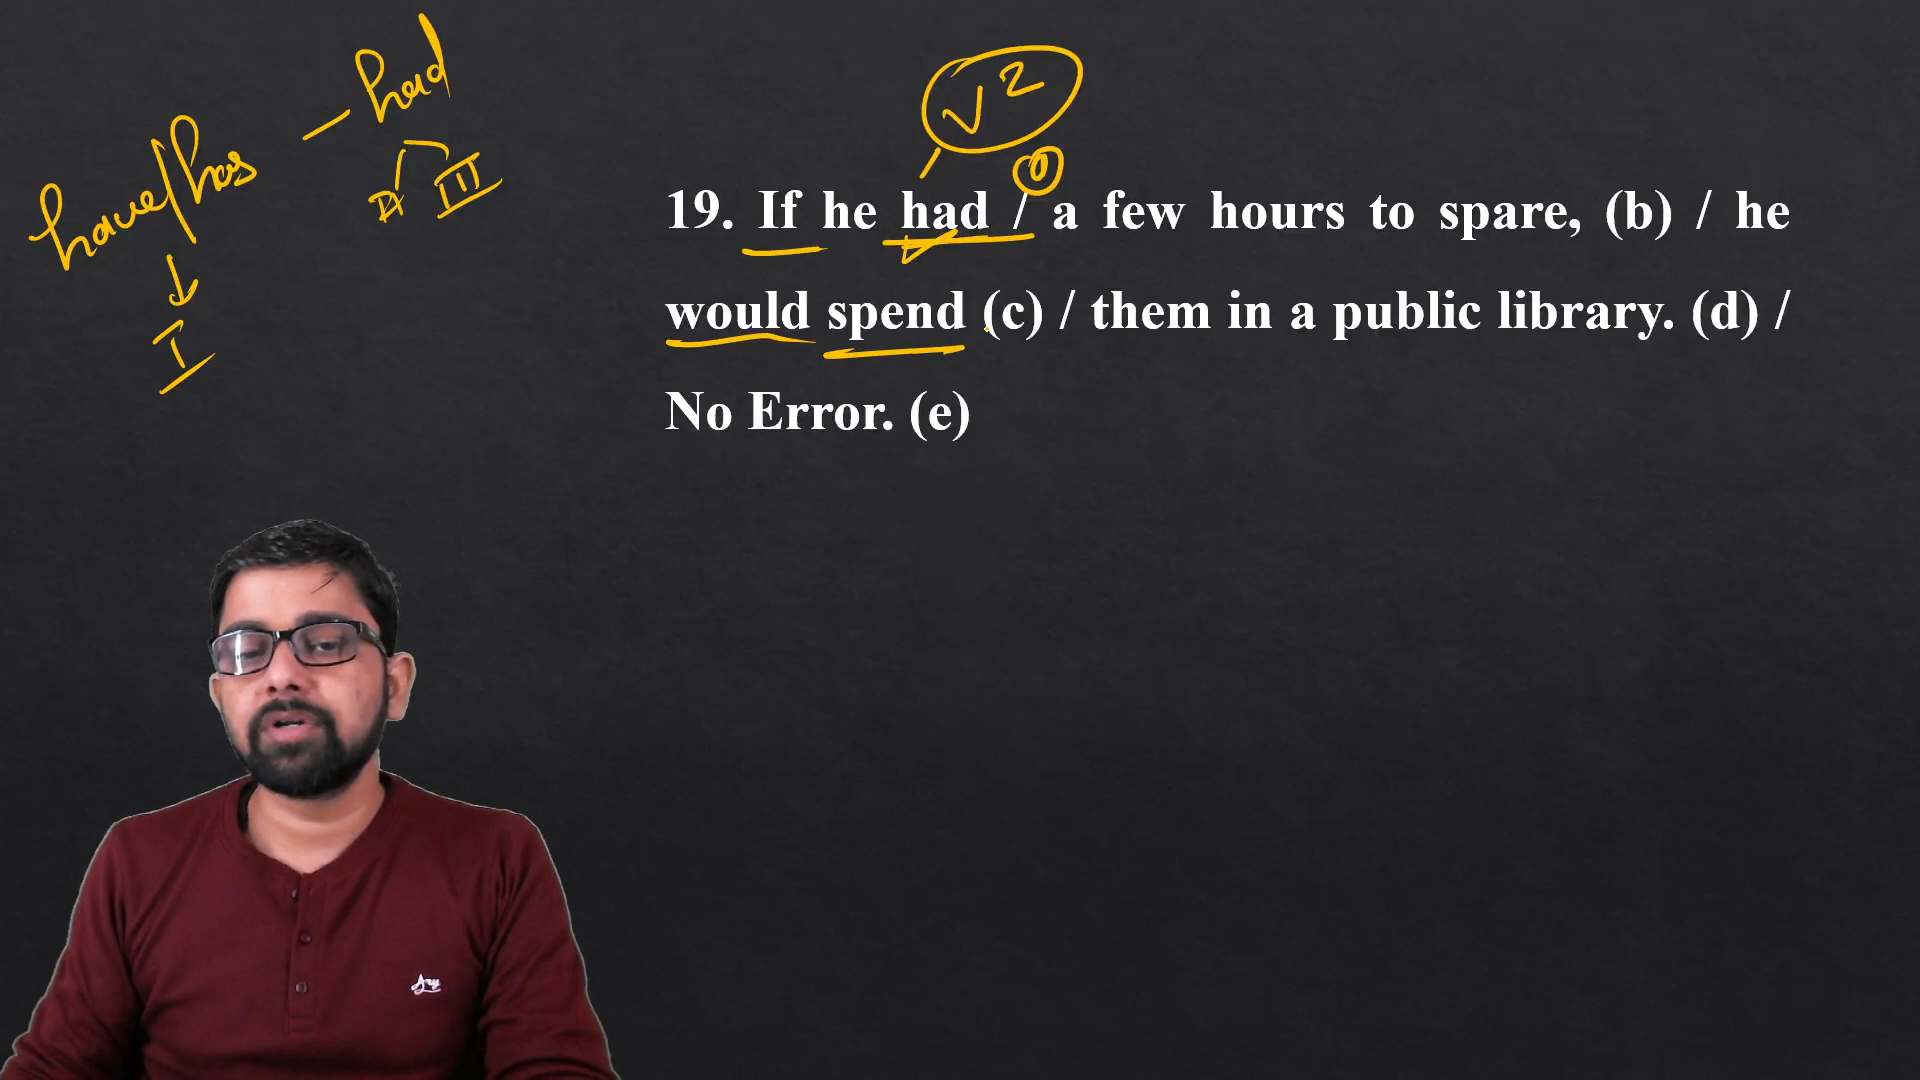 have/has – had
II III
I
V2
19. If he had / a few hours to spare, (b) / he
would spend (c) / them in a public library. (d) /
No Error. (e)